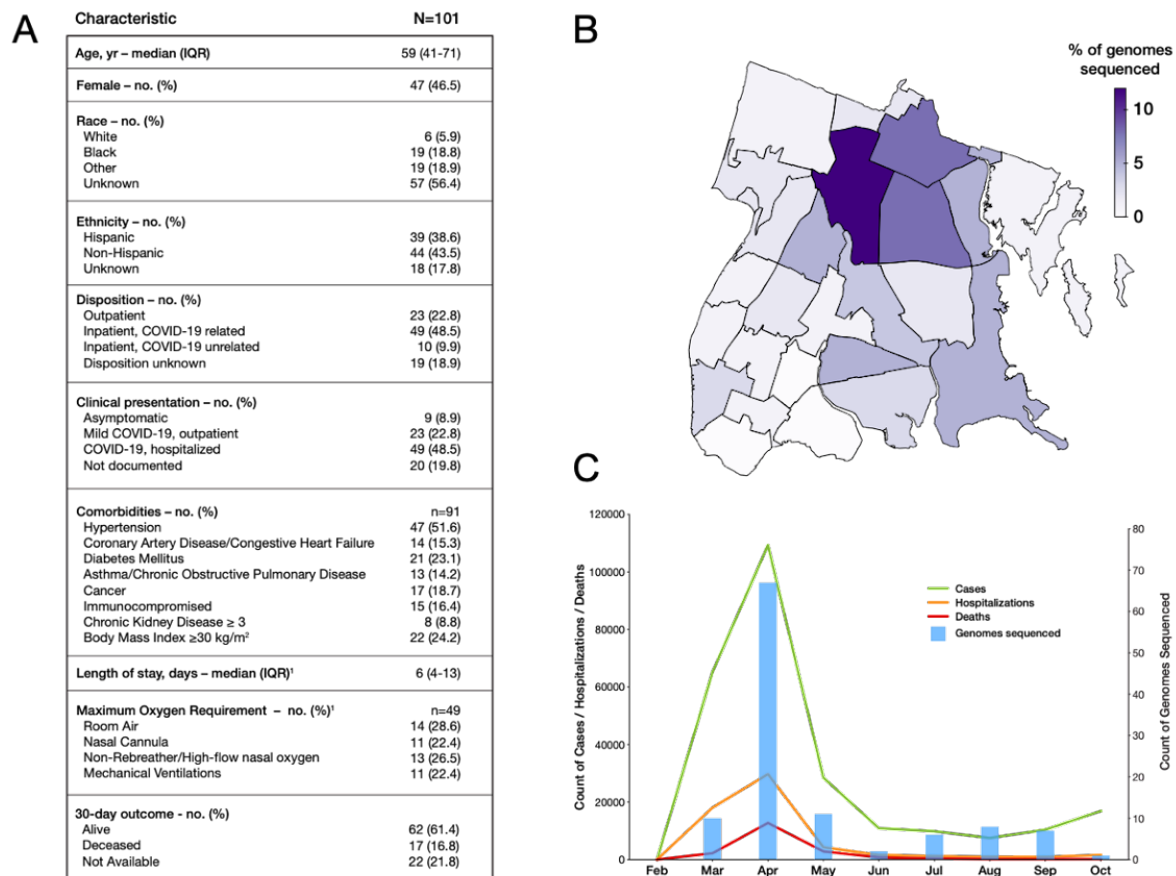 A
Characteristic N=101
Age, yr – median (IQR) 59 (41-71)
Female – no. (%) 47 (46.5)
Race – no. (%)
White 6 (5.9)
Black 19 (18.8)
Other 19 (18.9)
Unknown 57 (56.4)
Ethnicity – no. (%)
Hispanic 39 (38.6)
Non-Hispanic 44 (43.5)
Unknown 18 (17.8)
Disposition – no. (%)
Outpatient 23 (22.8)
Inpatient, COVID-19 related 49 (48.5)
Inpatient, COVID-19 unrelated 10 (9.9)
Disposition unknown 19 (18.9)
Clinical presentation – no. (%)
Asymptomatic 9 (8.9)
Mild COVID-19, outpatient 23 (22.8)
COVID-19, hospitalized 49 (48.5)
Not documented 20 (19.8)
Comorbidities – no. (%) n=91
Hypertension 47 (51.6)
Coronary Artery Disease/Congestive Heart Failure 14 (15.3)
Diabetes Mellitus 21 (23.1)
Asthma/Chronic Obstructive Pulmonary Disease 13 (14.2)
Cancer 17 (18.7)
Immunocompromised 15 (16.4)
Chronic Kidney Disease ≥ 3 8 (8.8)
Body Mass Index ≥30 kg/m² 22 (24.2)
Length of stay, days – median (IQR)¹ 6 (4-13)
Maximum Oxygen Requirement – no. (%)¹ n=49
Room Air 14 (28.6)
Nasal Cannula 11 (22.4)
Non-Rebreather/High-flow nasal oxygen 13 (26.5)
Mechanical Ventilations 11 (22.4)
30-day outcome - no. (%)
Alive 62 (61.4)
Deceased 17 (16.8)
Not Available 22 (21.8)
B
% of genomes
sequenced
10
5
0
C
Count of Cases / Hospitalizations / Deaths
120000
100000
80000
60000
40000
20000
0
Cases
Hospitalizations
Deaths
Genomes sequenced
80
70
60
50
40
30
20
10
0
Count of Genomes Sequenced
Feb Mar Apr May Jun Jul Aug Sep Oct